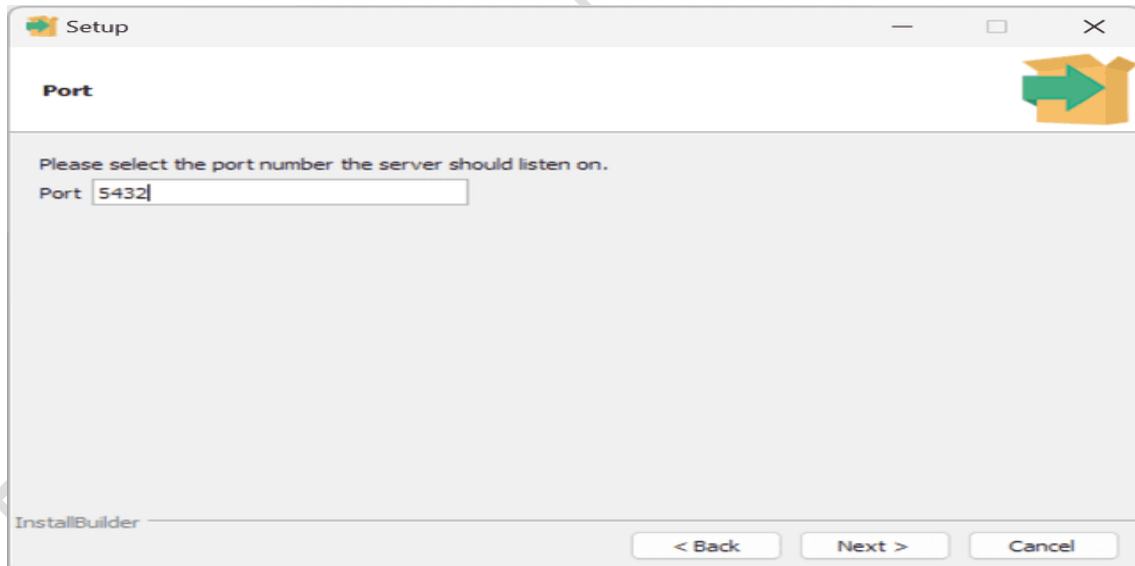 Setup
Port
Please select the port number the server should listen on.
Port 5432
InstallBuilder
< Back Next > Cancel